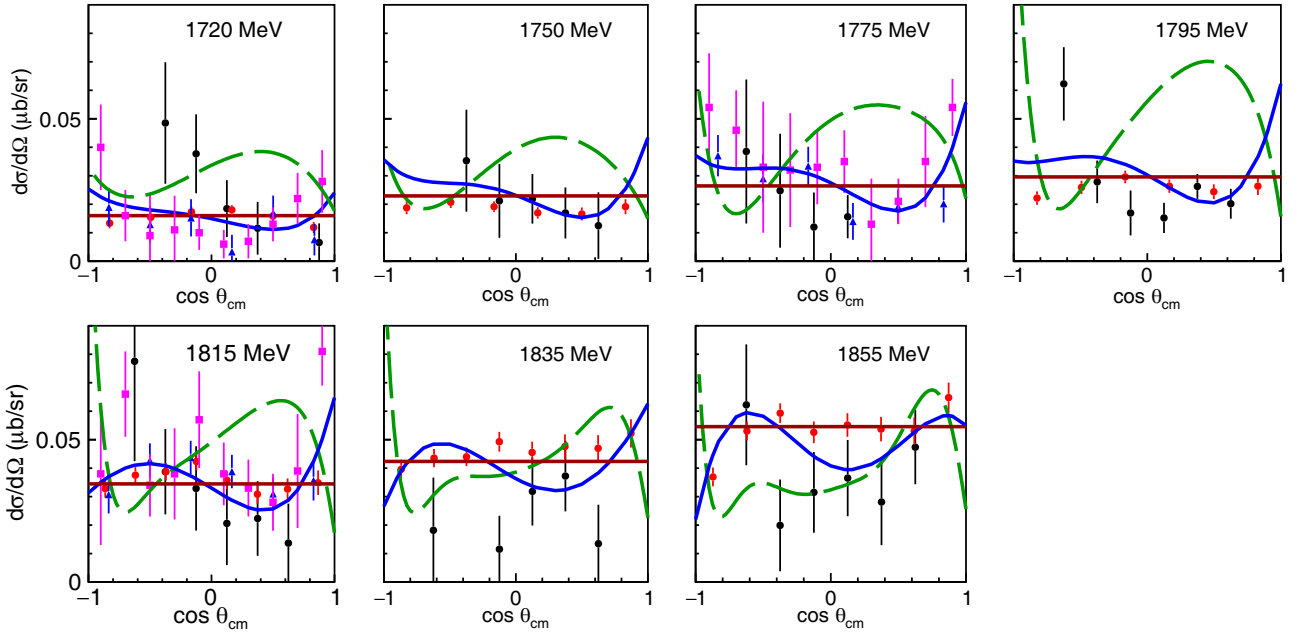 1720 MeV
1750 MeV
1775 MeV
1795 MeV
dσ/dΩ (μb/sr)
0.05
0
−1 0 1
−1 0 1
−1 0 1
−1 0 1
cos θcm
cos θcm
cos θcm
cos θcm
1815 MeV
1835 MeV
1855 MeV
dσ/dΩ (μb/sr)
0.05
0
−1 0 1
−1 0 1
−1 0 1
cos θcm
cos θcm
cos θcm